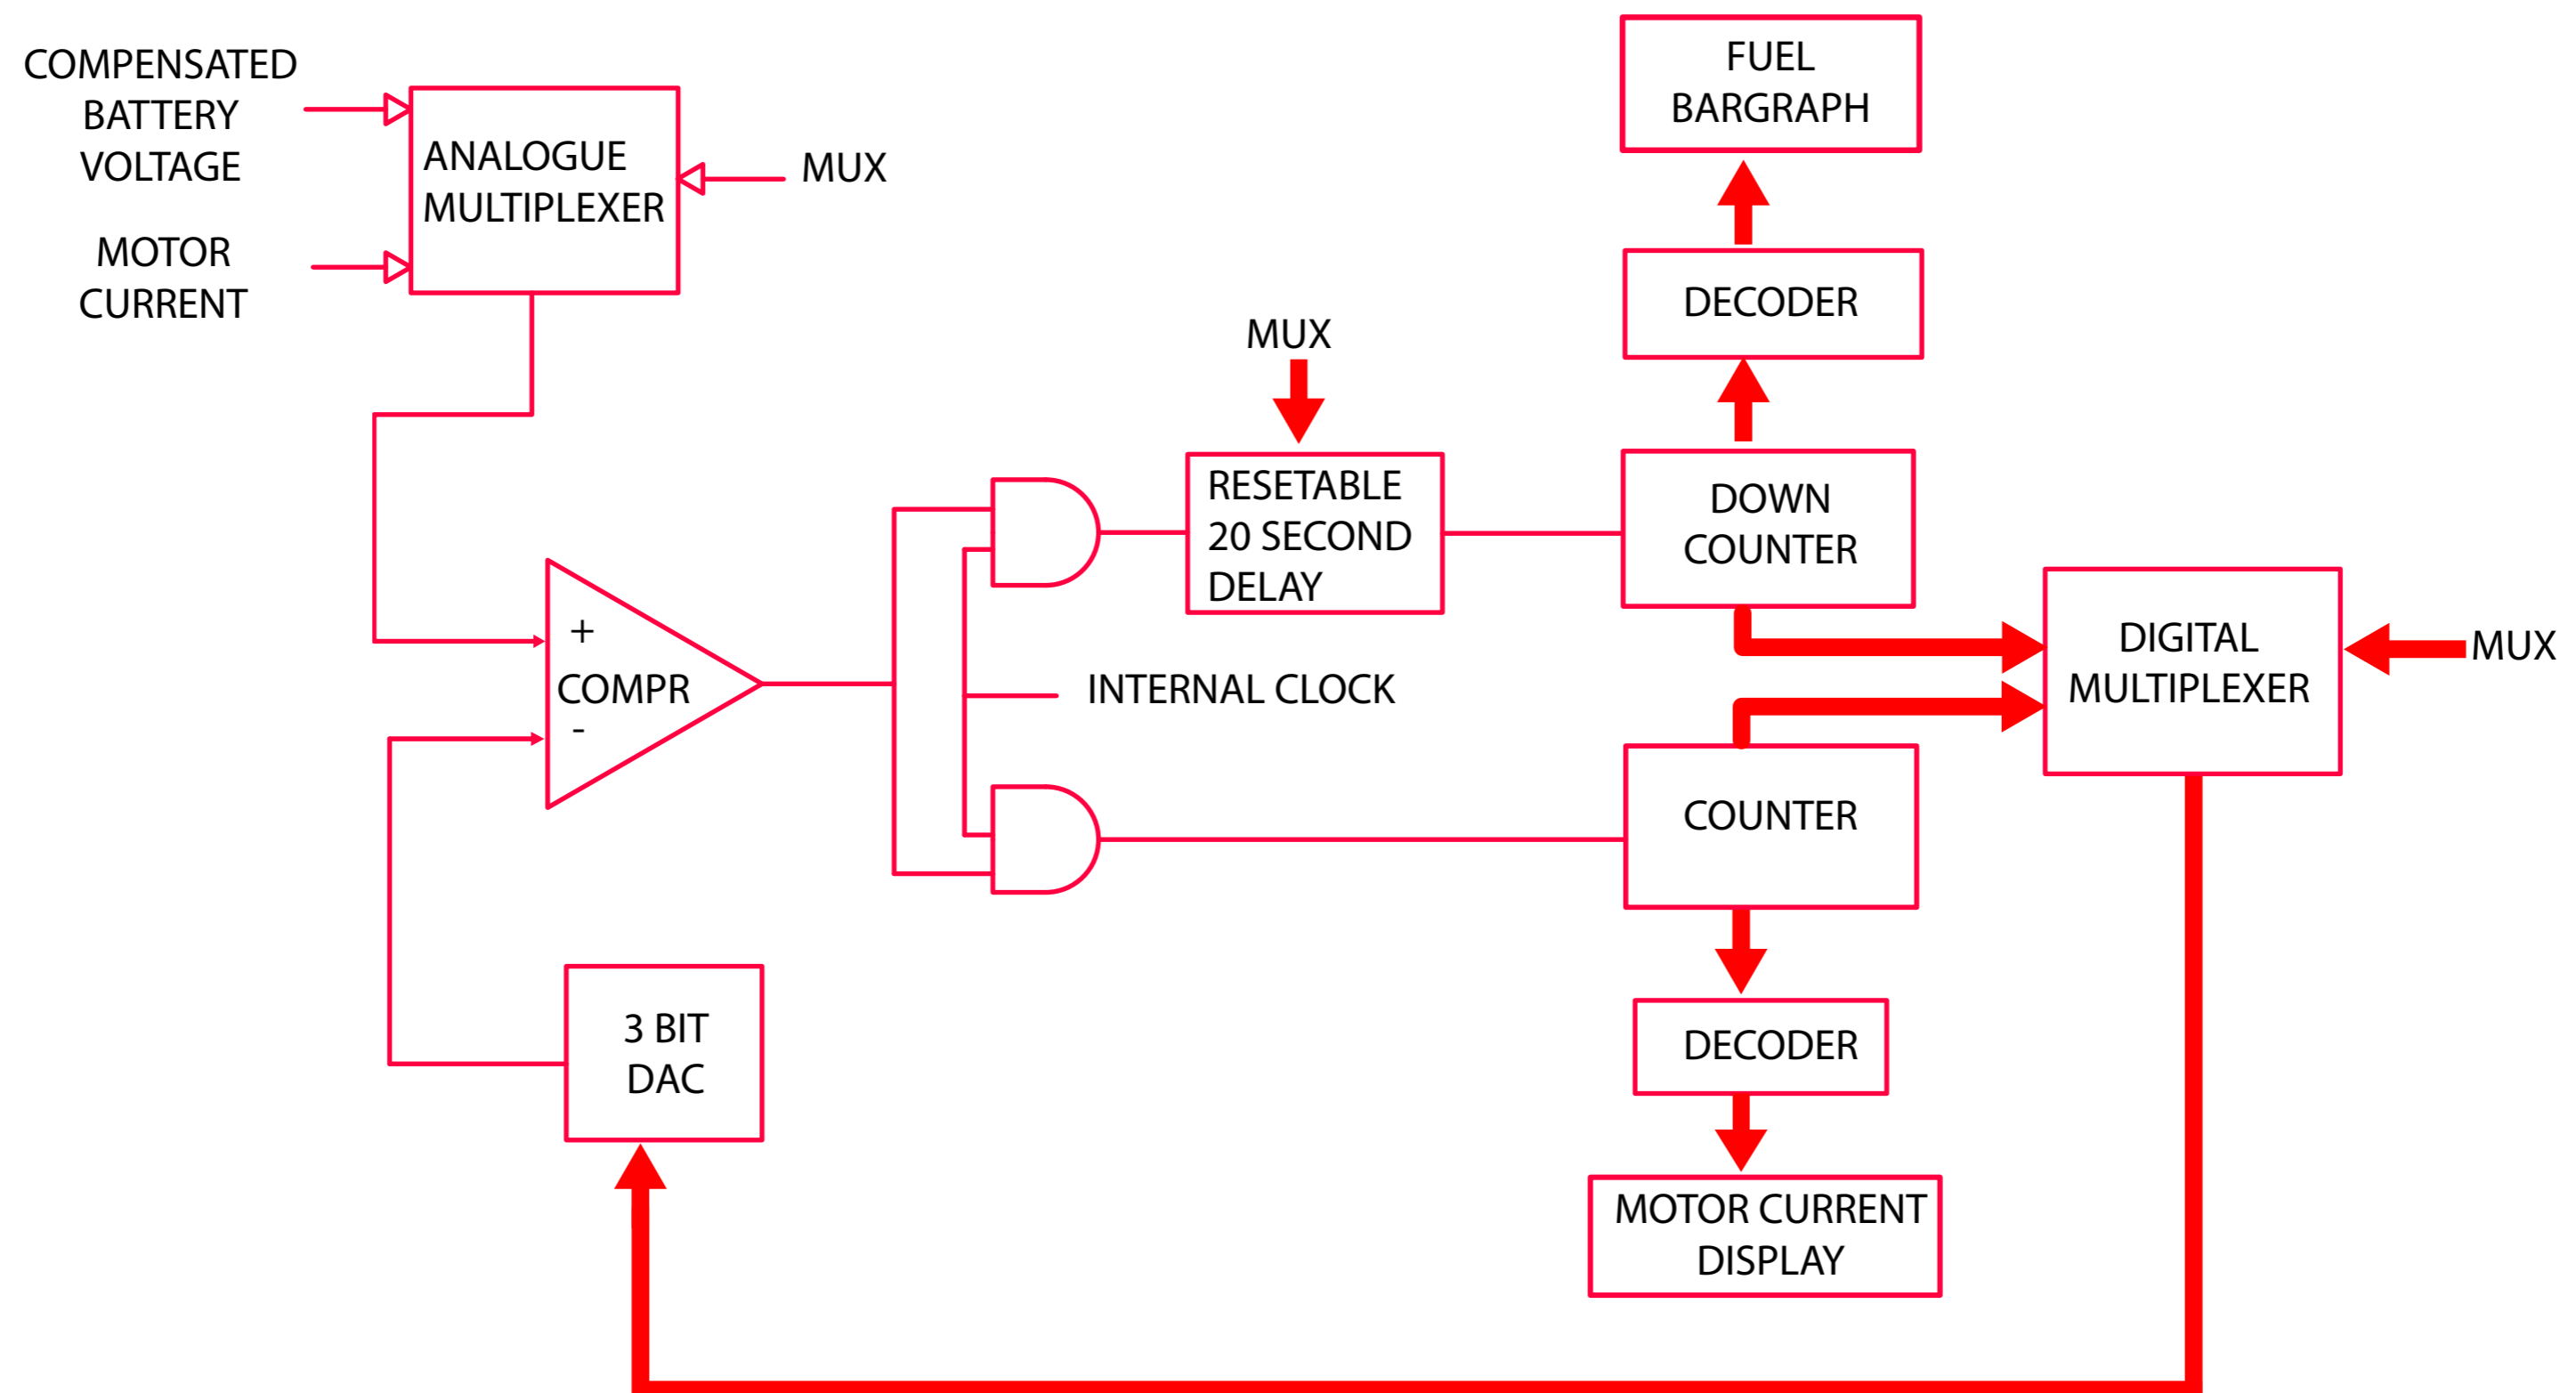 COMPENSATED
BATTERY
VOLTAGE
MOTOR
CURRENT
ANALOGUE
MULTIPLEXER
MUX
FUEL
BARGRAPH
DECODER
MUX
RESETABLE
20 SECOND
DELAY
DOWN
COUNTER
DIGITAL
MULTIPLEXER
MUX
+
COMPR
-
INTERNAL CLOCK
COUNTER
3 BIT
DAC
DECODER
MOTOR CURRENT
DISPLAY